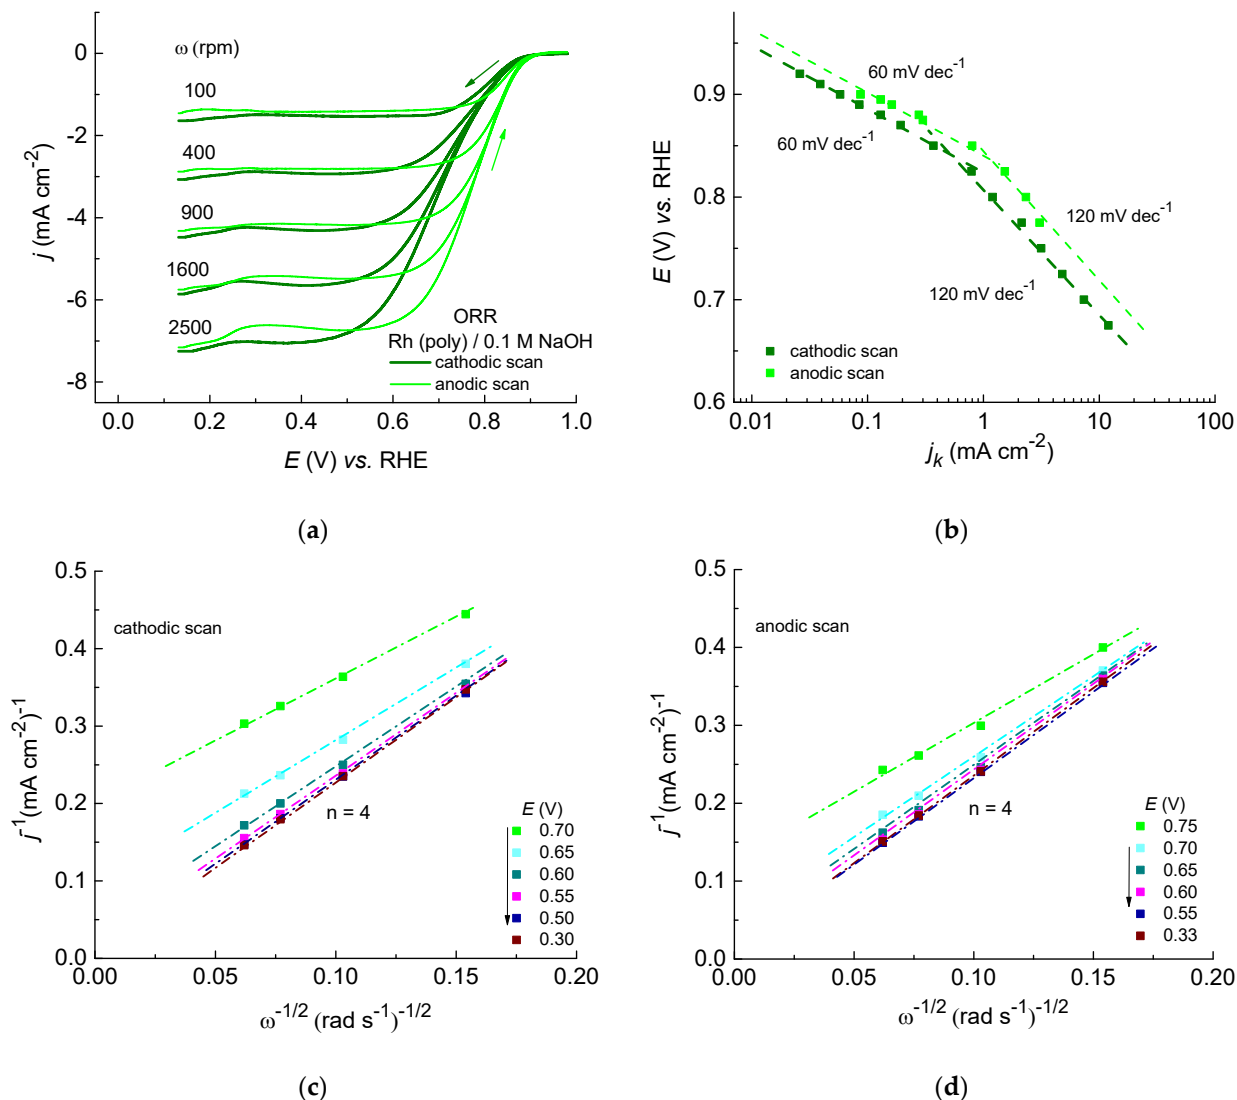 ω (rpm)
100
400
900
1600
2500
0
-2
-4
-6
-8
j (mA cm-2)
ORR
Rh (poly) / 0.1 M NaOH
cathodic scan
anodic scan
0.0 0.2 0.4 0.6 0.8 1.0
E (V) vs. RHE
(a)
60 mV dec-1
60 mV dec-1
120 mV dec-1
120 mV dec-1
0.9
0.8
0.7
0.6
E (V) vs. RHE
cathodic scan
anodic scan
0.01 0.1 1 10 100
jk (mA cm-2)
(b)
0.5
0.4
0.3
0.2
0.1
0.0
j-1(mA cm-2)-1
cathodic scan
n = 4
E (V)
0.70
0.65
0.60
0.55
0.50
0.30
0.00 0.05 0.10 0.15 0.20
ω-1/2 (rad s-1)-1/2
(c)
0.5
0.4
0.3
0.2
0.1
0.0
j-1(mA cm-2)-1
anodic scan
n = 4
E (V)
0.75
0.70
0.65
0.60
0.55
0.33
0.00 0.05 0.10 0.15 0.20
ω-1/2 (rad s-1)-1/2
(d)